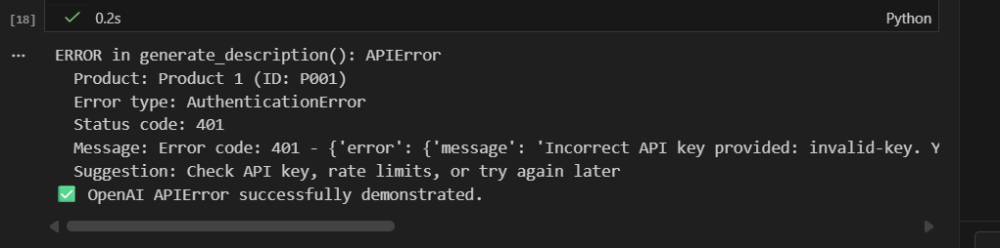 [18]
0.2s
Python
ERROR in generate_description(): APIError
Product: Product 1 (ID: P001)
Error type: AuthenticationError
Status code: 401
Message: Error code: 401 - {'error': {'message': 'Incorrect API key provided: invalid-key. Y
Suggestion: Check API key, rate limits, or try again later
✅ OpenAI APIError successfully demonstrated.